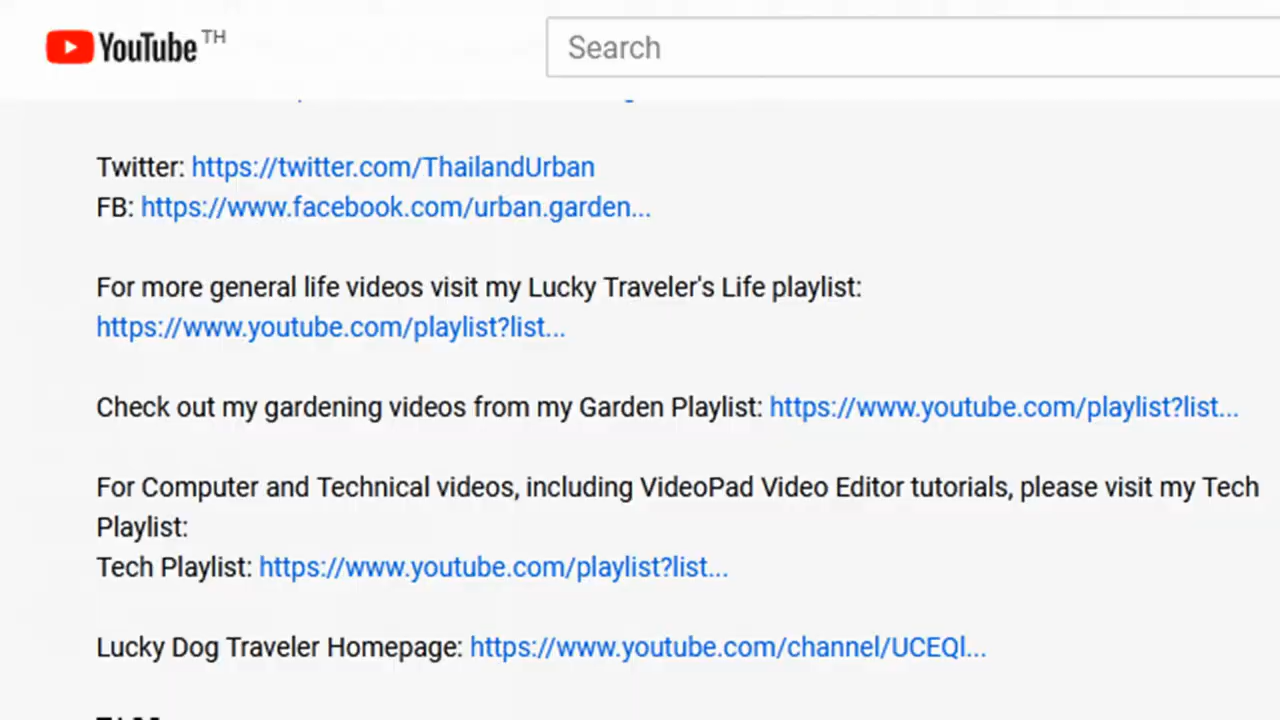 YouTube TH
Search
Twitter: https://twitter.com/ThailandUrban
FB: https://www.facebook.com/urban.garden...
For more general life videos visit my Lucky Traveler's Life playlist:
https://www.youtube.com/playlist?list...
Check out my gardening videos from my Garden Playlist: https://www.youtube.com/playlist?list...
For Computer and Technical videos, including VideoPad Video Editor tutorials, please visit my Tech
Playlist:
Tech Playlist: https://www.youtube.com/playlist?list...
Lucky Dog Traveler Homepage: https://www.youtube.com/channel/UCEQl...